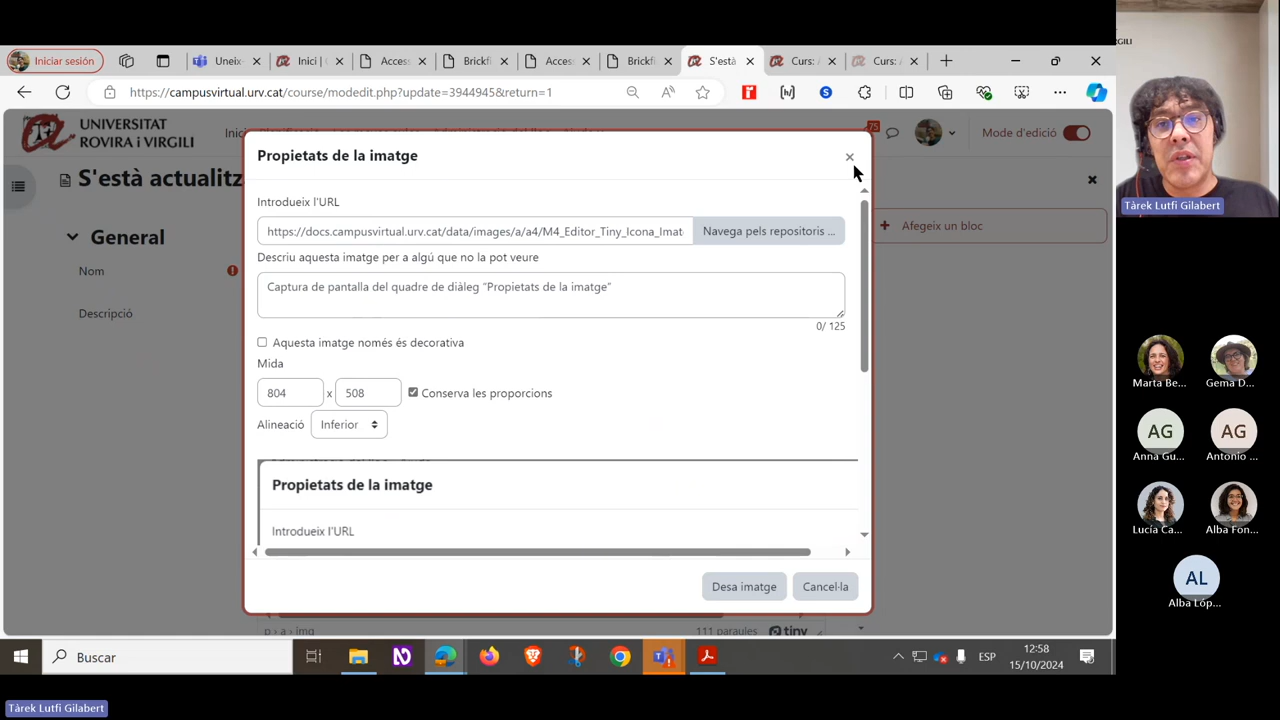 Iniciar sesión
Uneix-
Inici | (
Acces:
Brickfi
Acces:
Brickfi
S'està
Curs: /
Curs: /
https://campusvirtual.urv.cat/course/modedit.php?update=3944945&return=1
UNIVERSITAT
ROVIRA i VIRGILI
Mode d'edició
S'està actualitz
General
Nom
Descripció
Afegeix un bloc
Propietats de la imatge
Introdueix l'URL
https://docs.campusvirtual.urv.cat/data/images/a/a4/M4_Editor_Tiny_Icona_Imat
Navega pels repositoris ...
Descriu aquesta imatge per a algú que no la pot veure
Captura de pantalla del quadre de diàleg "Propietats de la imatge"
0/ 125
Aquesta imatge només és decorativa
Mida
804 x 508 Conserva les proporcions
Alineació Inferior
Propietats de la imatge
Introdueix l'URL
Desa imatge Cancel·la
p › a › img
111 paraules tiny
Buscar
ESP
12:58
15/10/2024
VIRGILI
Tàrek Lutfi Gilabert
Marta Be...
Gema D...
AG
AG
Anna Gu...
Antonio ...
Lucía Ca...
Alba Fon...
AL
Alba Lóp...
Tàrek Lutfi Gilabert